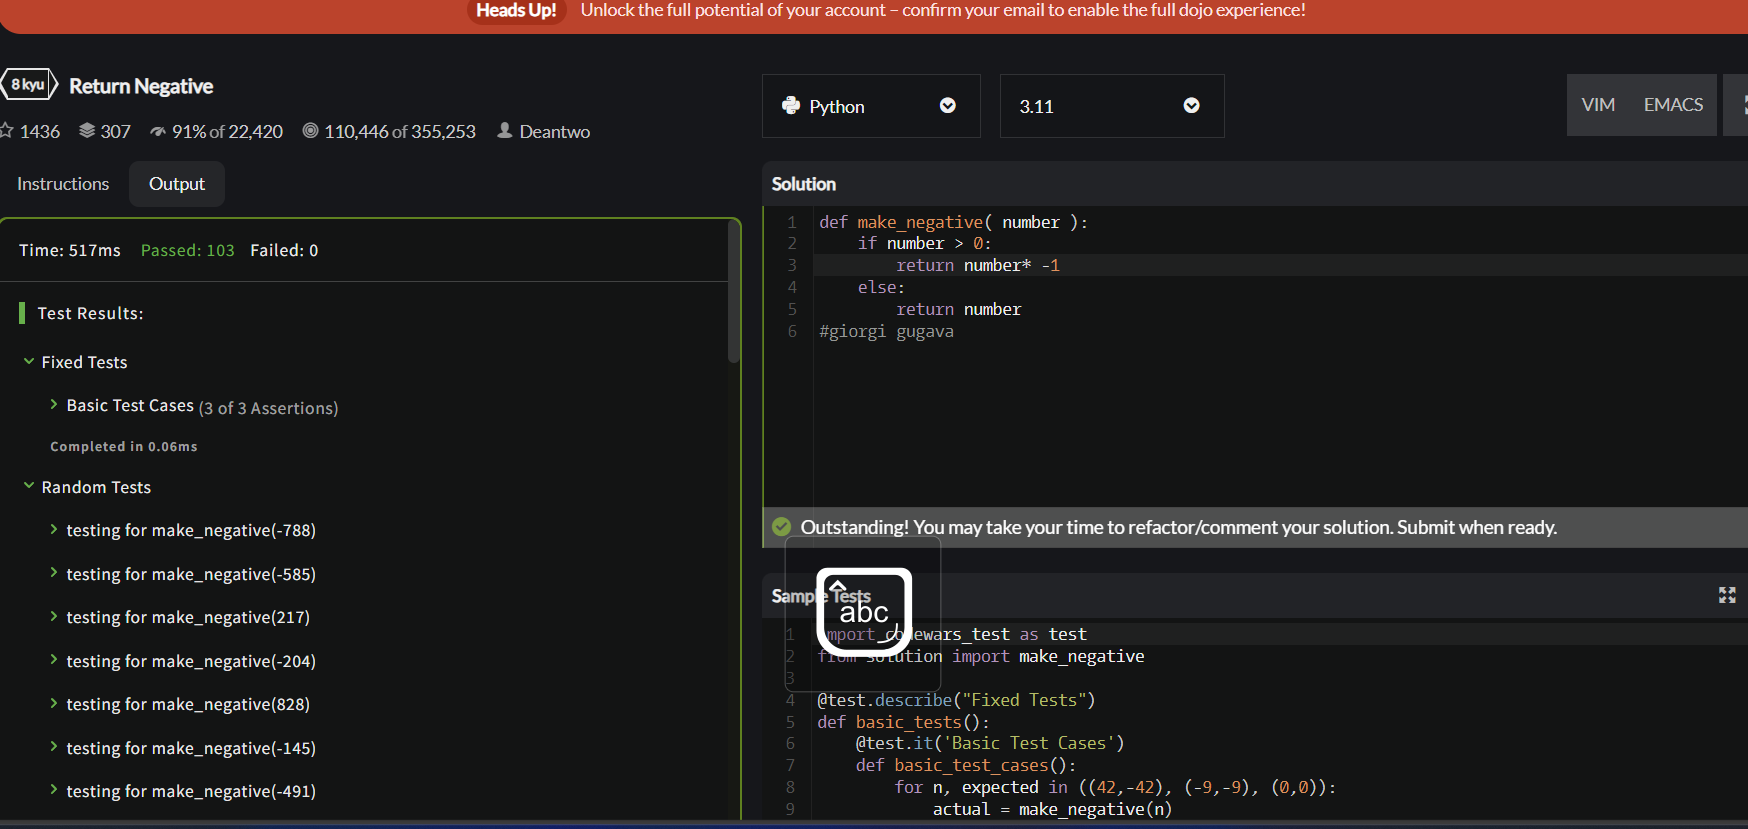 Heads Up! Unlock the full potential of your account – confirm your email to enable the full dojo experience!
8 kyu Return Negative
1436 307 91% of 22,420 110,446 of 355,253 Deantwo
Instructions Output
Time: 517ms Passed: 103 Failed: 0
Test Results:
Fixed Tests
Basic Test Cases (3 of 3 Assertions)
Completed in 0.06ms
Random Tests
testing for make_negative(-788)
testing for make_negative(-585)
testing for make_negative(217)
testing for make_negative(-204)
testing for make_negative(828)
testing for make_negative(-145)
testing for make_negative(-491)
Python 3.11 VIM EMACS
Solution
1 def make_negative( number ):
2 if number > 0:
3 return number* -1
4 else:
5 return number
6 #giorgi gugava
Outstanding! You may take your time to refactor/comment your solution. Submit when ready.
Sample Tests
abc
1 import codewars_test as test
2 from solution import make_negative
3
4 @test.describe("Fixed Tests")
5 def basic_tests():
6 @test.it('Basic Test Cases')
7 def basic_test_cases():
8 for n, expected in ((42,-42), (-9,-9), (0,0)):
9 actual = make_negative(n)